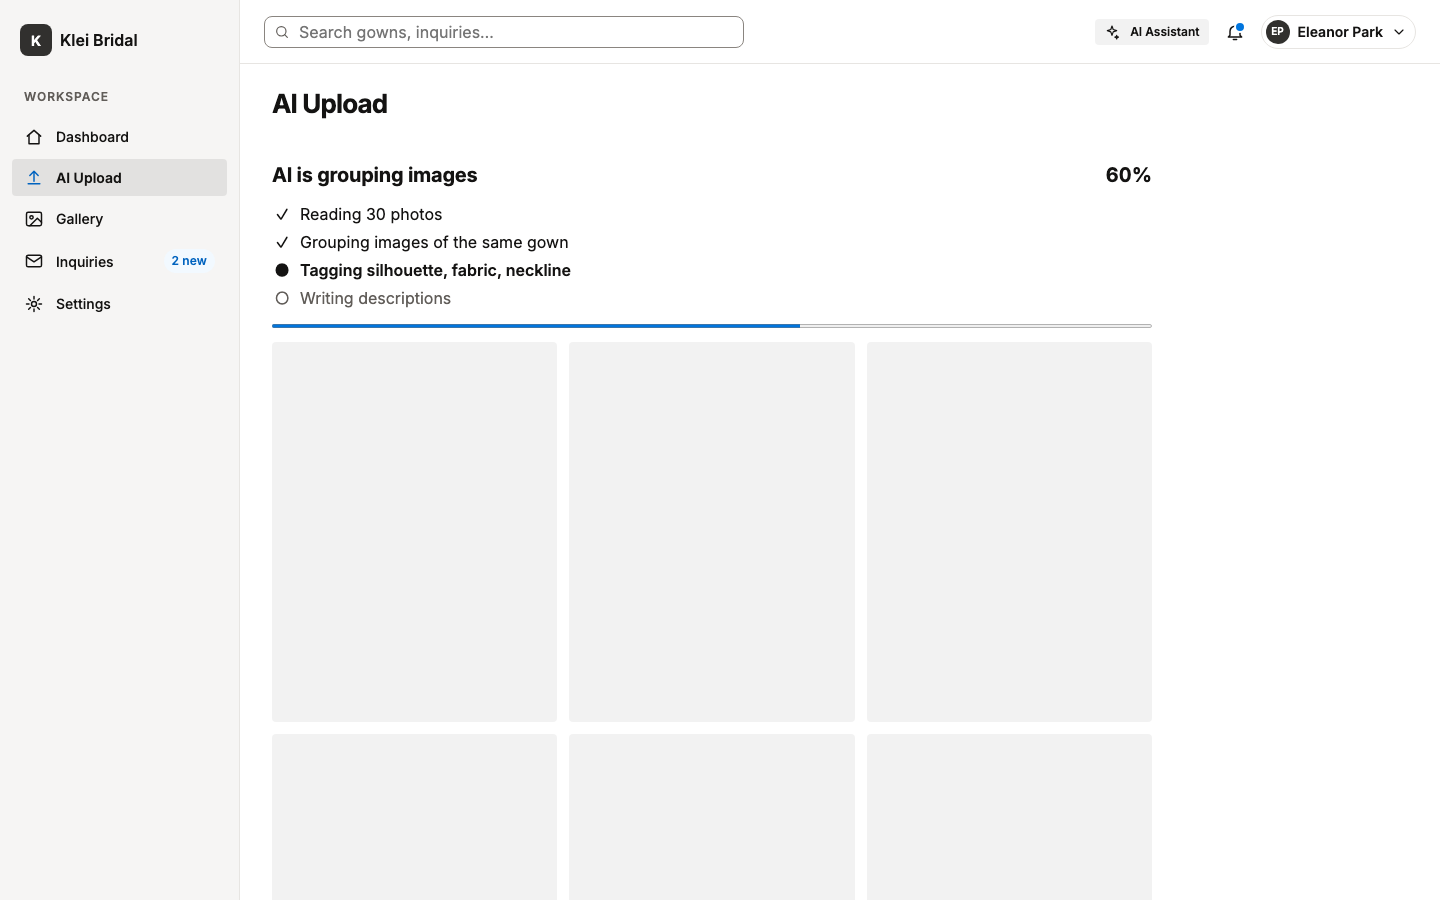 K
Klei Bridal
Search gowns, inquiries...
AI Assistant
EP
Eleanor Park
WORKSPACE
Dashboard
AI Upload
Gallery
Inquiries
2 new
Settings
AI Upload
AI is grouping images
60%
Reading 30 photos
Grouping images of the same gown
Tagging silhouette, fabric, neckline
Writing descriptions